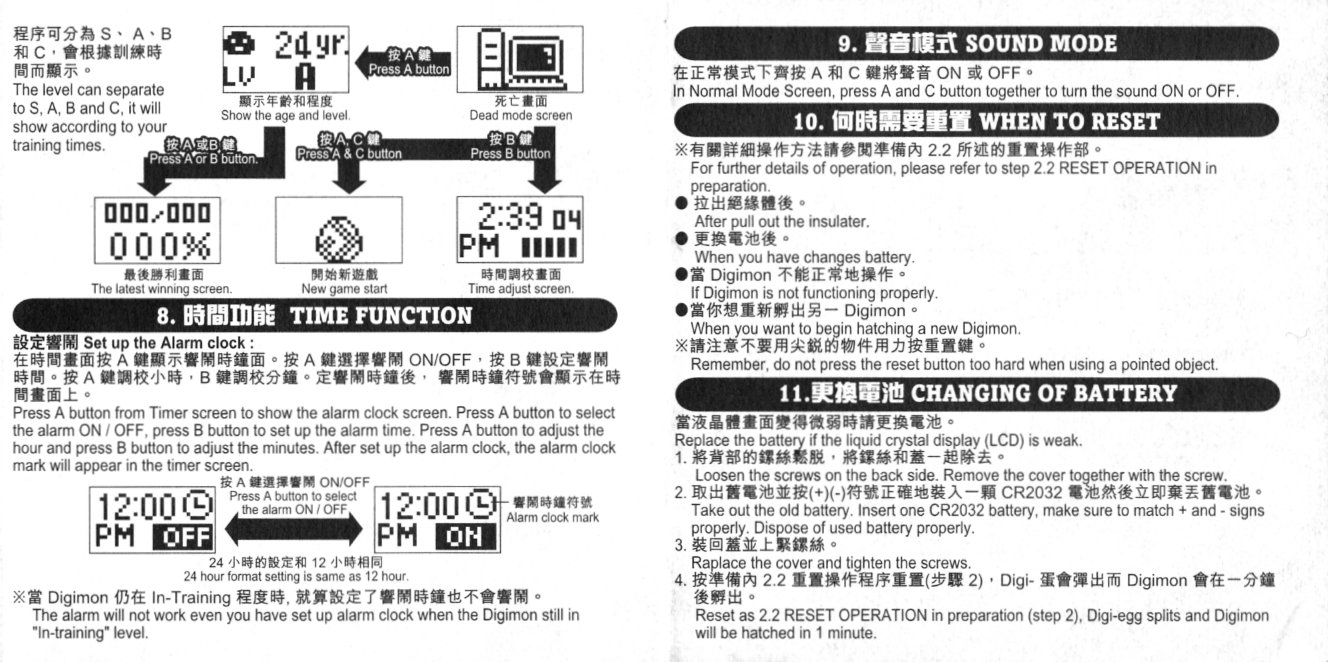 程序可分為 S、 A、B
和 C，會根據訓練時
間而顯示。
The level can separate
to S, A, B and C, it will
show according to your
training times.
24 yr.
LV A
顯示年齡和程度
Show the age and level.
按 A 鍵
Press A button
死亡畫面
Dead mode screen
按 A 或 B 鍵
Press A or B button.
按 A, C 鍵
Press A & C button
按 B 鍵
Press B button
000/000
000%
最後勝利畫面
The latest winning screen.
開始新遊戲
New game start
2:39 04
PM
時間調校畫面
Time adjust screen.
8. 時間功能 TIME FUNCTION
設定響鬧 Set up the Alarm clock :
在時間畫面按 A 鍵顯示響鬧時鐘面。按 A 鍵選擇響鬧 ON/OFF，按 B 鍵設定響鬧
時間。按 A 鍵調校小時，B 鍵調校分鐘。定響鬧時鐘後， 響鬧時鐘符號會顯示在時
間畫面上。
Press A button from Timer screen to show the alarm clock screen. Press A button to select
the alarm ON / OFF, press B button to set up the alarm time. Press A button to adjust the
hour and press B button to adjust the minutes. After set up the alarm clock, the alarm clock
mark will appear in the timer screen.
12:00
PM OFF
按 A 鍵選擇響鬧 ON/OFF
Press A button to select
the alarm ON / OFF
12:00
PM ON
響鬧時鐘符號
Alarm clock mark
24 小時的設定和 12 小時相同
24 hour format setting is same as 12 hour.
※當 Digimon 仍在 In-Training 程度時, 就算設定了響鬧時鐘也不會響鬧。
The alarm will not work even you have set up alarm clock when the Digimon still in
"In-training" level.
9. 聲音模式 SOUND MODE
在正常模式下齊按 A 和 C 鍵將聲音 ON 或 OFF。
In Normal Mode Screen, press A and C button together to turn the sound ON or OFF.
10. 何時需要重置 WHEN TO RESET
※有關詳細操作方法請參閱準備內 2.2 所述的重置操作部。
For further details of operation, please refer to step 2.2 RESET OPERATION in
preparation.
● 拉出絕緣體後。
After pull out the insulater.
● 更換電池後。
When you have changes battery.
●當 Digimon 不能正常地操作。
If Digimon is not functioning properly.
●當你想重新孵出另一 Digimon。
When you want to begin hatching a new Digimon.
※請注意不要用尖銳的物件用力按重置鍵。
Remember, do not press the reset button too hard when using a pointed object.
11.更換電池 CHANGING OF BATTERY
當液晶體畫面變得微弱時請更換電池。
Replace the battery if the liquid crystal display (LCD) is weak.
1. 將背部的鏍絲鬆脱，將鏍絲和蓋一起除去。
Loosen the screws on the back side. Remove the cover together with the screw.
2. 取出舊電池並按(+)(-)符號正確地裝入一顆 CR2032 電池然後立即棄丟舊電池。
Take out the old battery. Insert one CR2032 battery, make sure to match + and - signs
properly. Dispose of used battery properly.
3. 裝回蓋並上緊鏍絲。
Raplace the cover and tighten the screws.
4. 按準備內 2.2 重置操作程序重置(步驟 2)，Digi- 蛋會彈出而 Digimon 會在一分鐘
後孵出。
Reset as 2.2 RESET OPERATION in preparation (step 2), Digi-egg splits and Digimon
will be hatched in 1 minute.